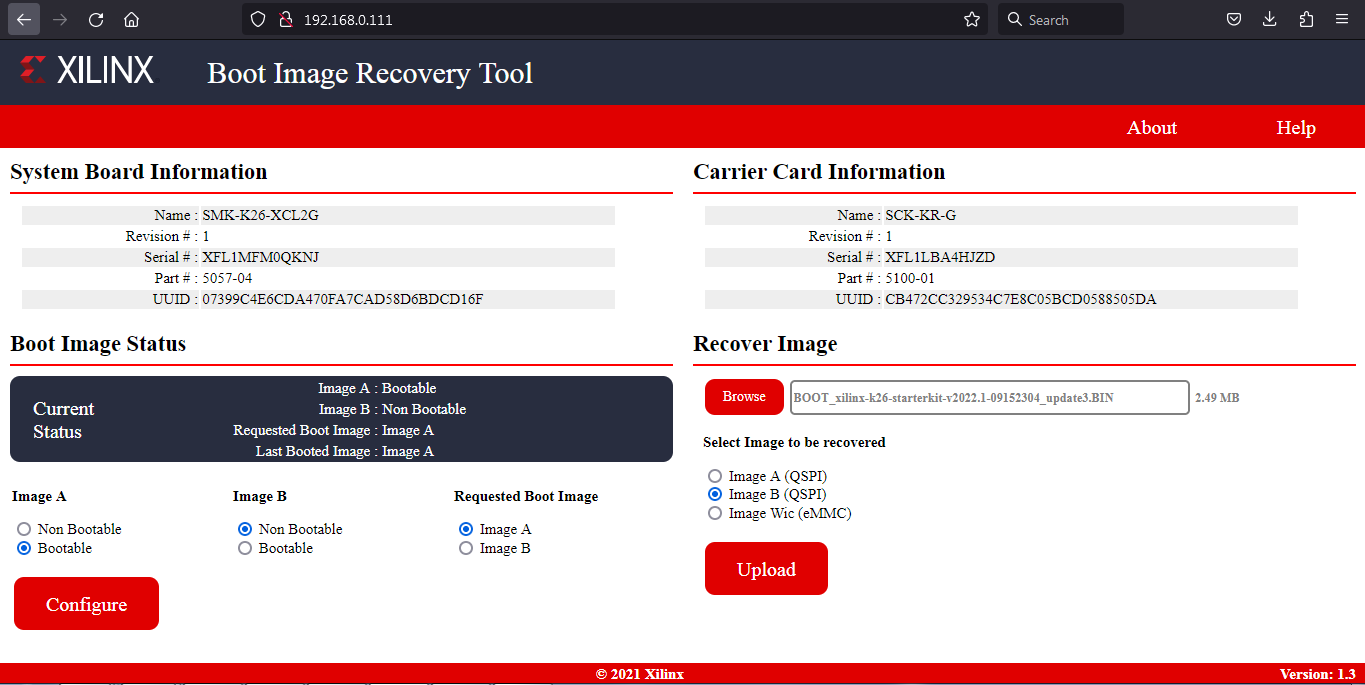 192.168.0.111
Search
XILINX
Boot Image Recovery Tool
About
Help
System Board Information
Name : SMK-K26-XCL2G
Revision # : 1
Serial # : XFL1MFM0QKNJ
Part # : 5057-04
UUID : 07399C4E6CDA470FA7CAD58D6BDCD16F
Carrier Card Information
Name : SCK-KR-G
Revision # : 1
Serial # : XFL1LBA4HJZD
Part # : 5100-01
UUID : CB472CC329534C7E8C05BCD0588505DA
Boot Image Status
Current
Status
Image A : Bootable
Image B : Non Bootable
Requested Boot Image : Image A
Last Booted Image : Image A
Image A
Non Bootable
Bootable
Image B
Non Bootable
Bootable
Requested Boot Image
Image A
Image B
Configure
Recover Image
Browse
BOOT_xilinx-k26-starterkit-v2022.1-09152304_update3.BIN
2.49 MB
Select Image to be recovered
Image A (QSPI)
Image B (QSPI)
Image Wic (eMMC)
Upload
© 2021 Xilinx
Version: 1.3